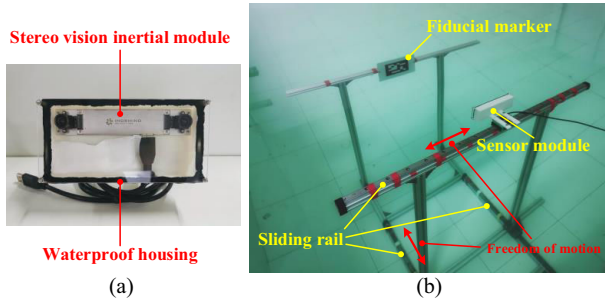 Stereo vision inertial module
Waterproof housing
(a)
Fiducial marker
Sensor module
Sliding rail
Freedom of motion
(b)